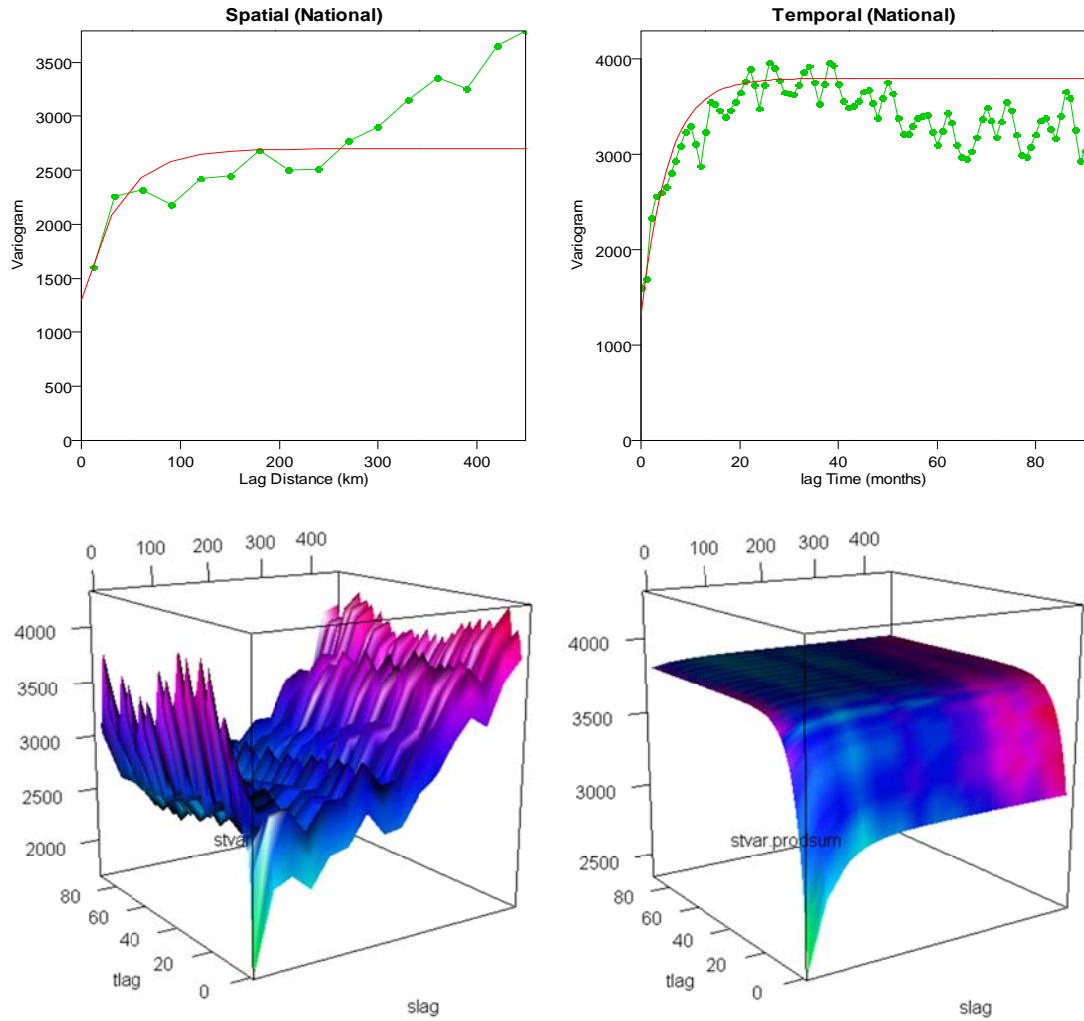 Spatial (National)
Variogram
3500
3000
2500
2000
1500
1000
500
0
0 100 200 300 400
Lag Distance (km)
Temporal (National)
Variogram
4000
3000
2000
1000
0
0 20 40 60 80
lag Time (months)
0 100 200 300 400
4000
3500
3000
2500
2000
stvar
80
60
40
20
0
tlag
slag
0 100 200 300 400
4000
3500
3000
2500
stvar.prodsum
80
60
40
20
0
tlag
slag